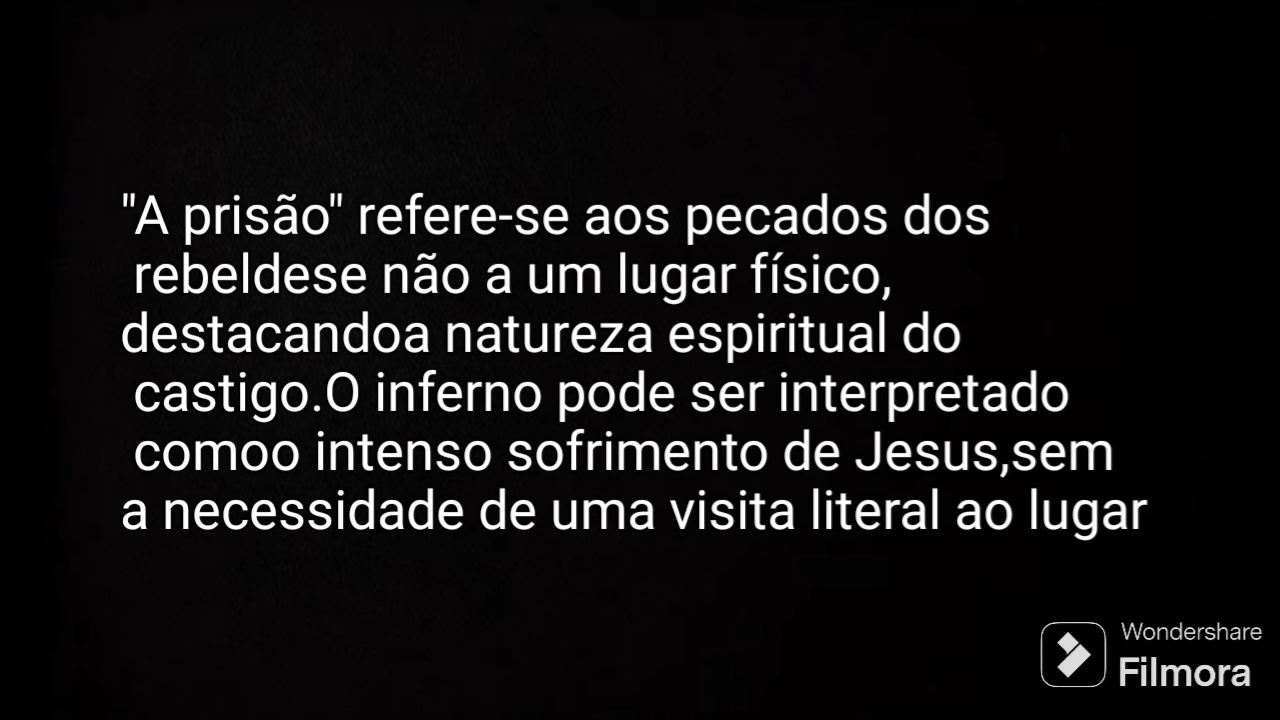 "A prisão" refere-se aos pecados dos
rebeldese não a um lugar físico,
destacandoa natureza espiritual do
castigo.O inferno pode ser interpretado
comoo intenso sofrimento de Jesus,sem
a necessidade de uma visita literal ao lugar
Wondershare
Filmora